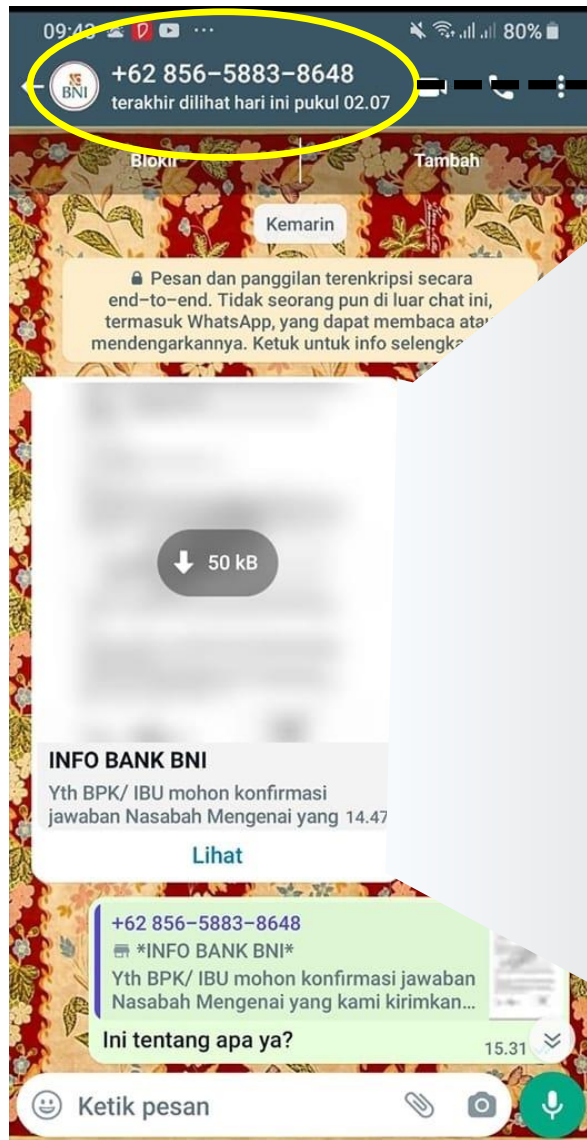 09:43 ... 80%
BNI
+62 856-5883-8648
terakhir dilihat hari ini pukul 02.07
Blokir Tambah
Kemarin
Pesan dan panggilan terenkripsi secara
end-to-end. Tidak seorang pun di luar chat ini,
termasuk WhatsApp, yang dapat membaca
mendengarkannya. Ketuk untuk info
50 kB
INFO BANK BNI
Yth BPK/ IBU mohon konfirmasi
jawaban Nasabah Mengenai yang 14.47
Lihat
+62 856-5883-8648
*INFO BANK BNI*
Yth BPK/ IBU mohon konfirmasi jawaban
Nasabah Mengenai yang kami kirimkan...
Ini tentang apa ya?
15.31
Ketik pesan